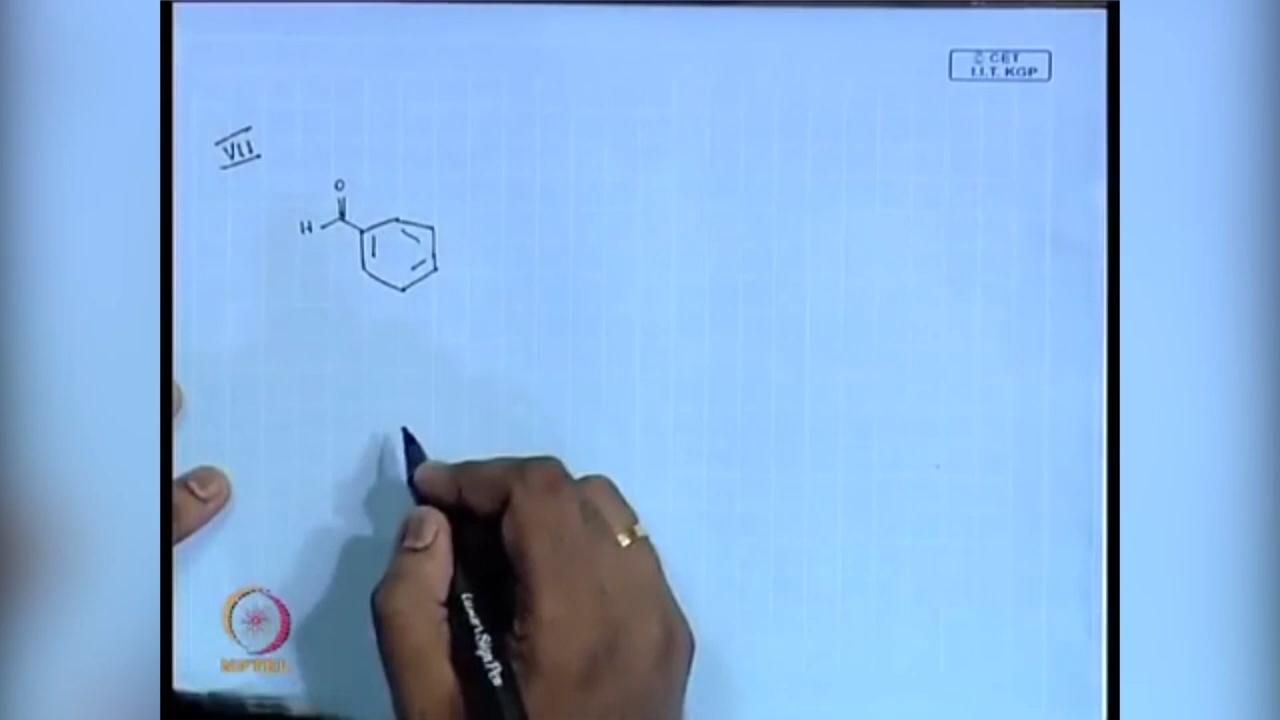 © CET
I.I.T. KGP
VII
O
H
NPTEL